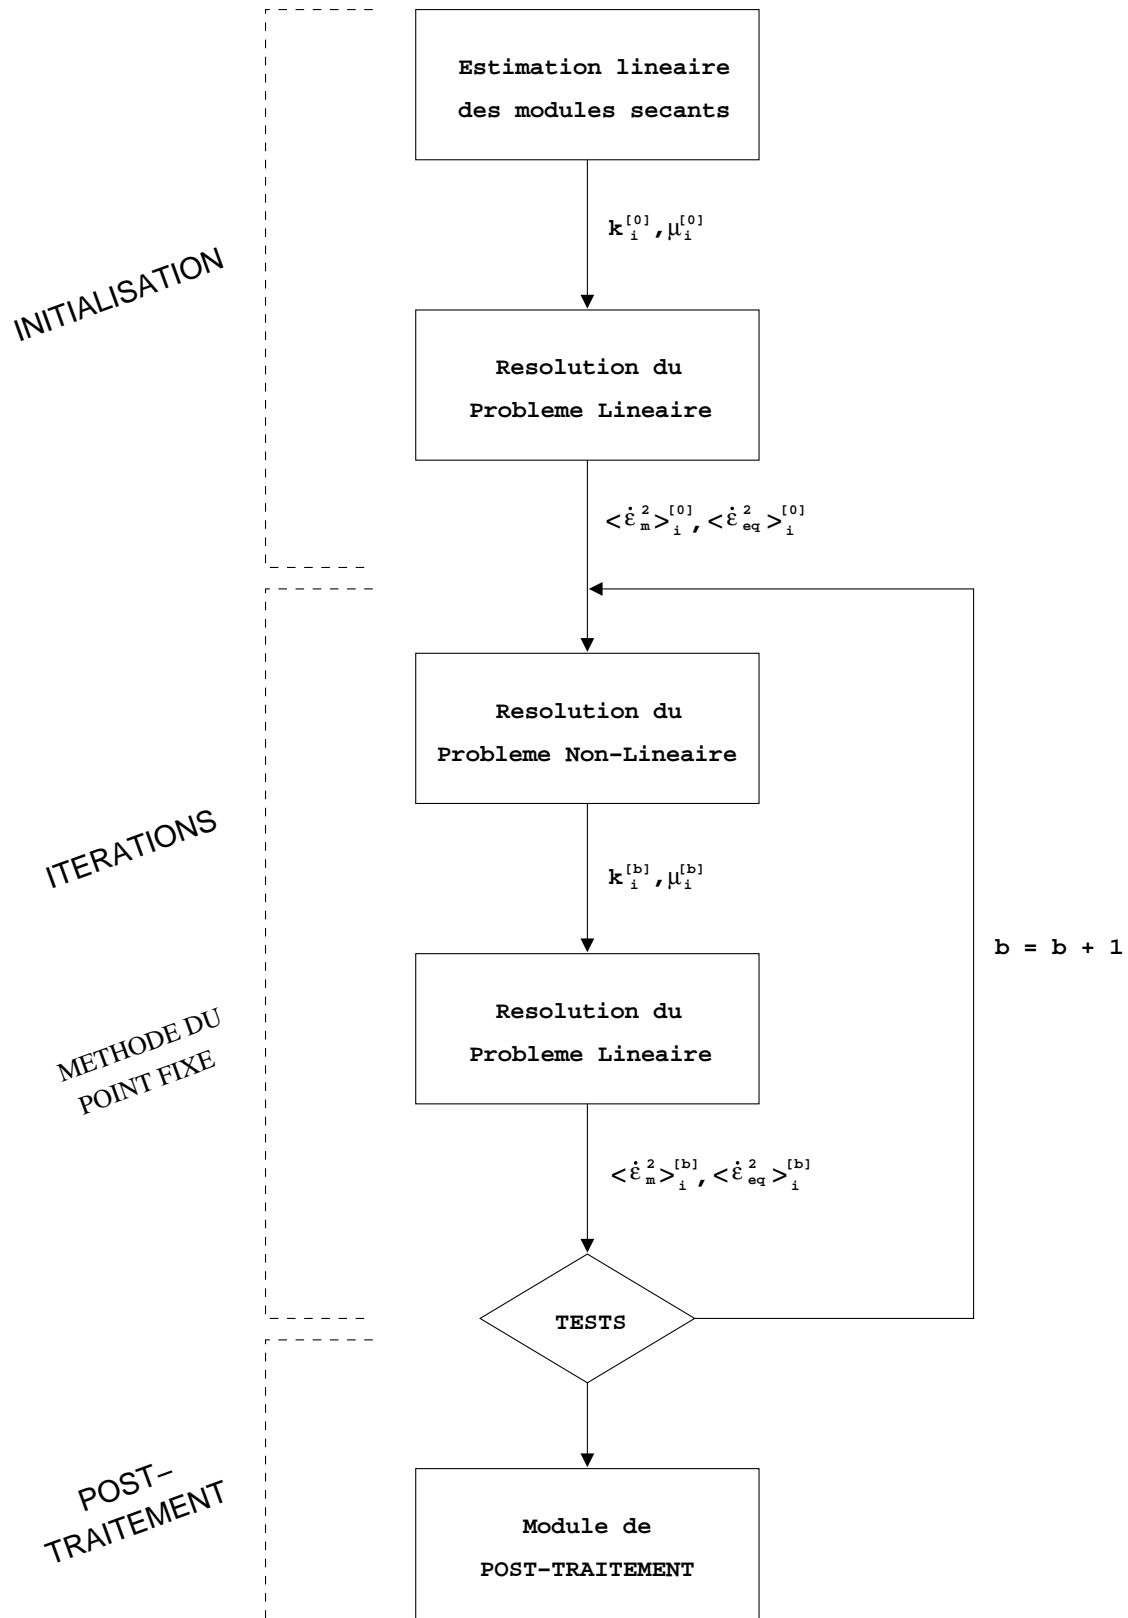 Estimation lineaire
des modules secants
k_i^[0], μ_i^[0]
INITIALISATION
Resolution du
Probleme Lineaire
<ε̇_m^2>_i^[0], <ε̇_eq^2>_i^[0]
Resolution du
Probleme Non-Lineaire
ITERATIONS
k_i^[b], μ_i^[b]
b = b + 1
Resolution du
Probleme Lineaire
METHODE DU
POINT FIXE
<ε̇_m^2>_i^[b], <ε̇_eq^2>_i^[b]
TESTS
POST-
TRAITEMENT
Module de
POST-TRAITEMENT